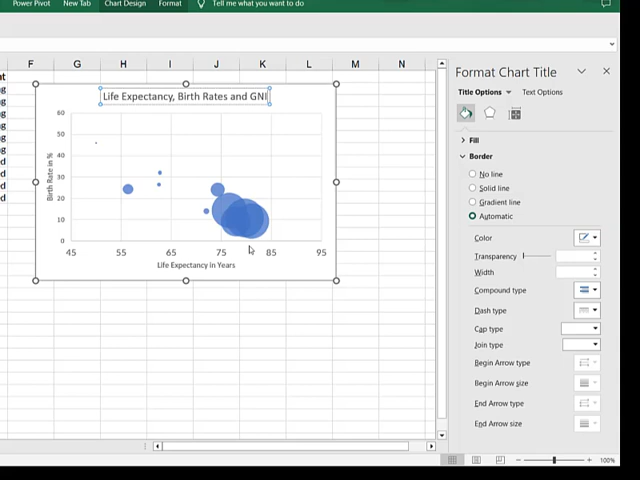 Power Pivot New Tab Chart Design Format Tell me what you want to do
F G H I J K L M N
Life Expectancy, Birth Rates and GNI
60
50
40
30
20
10
0
Birth Rate in %
45 55 65 75 85 95
Life Expectancy in Years
Format Chart Title
Title Options Text Options
Fill
Border
No line
Solid line
Gradient line
Automatic
Color
Transparency
Width
Compound type
Dash type
Cap type
Join type
Begin Arrow type
Begin Arrow size
End Arrow type
End Arrow size
100%